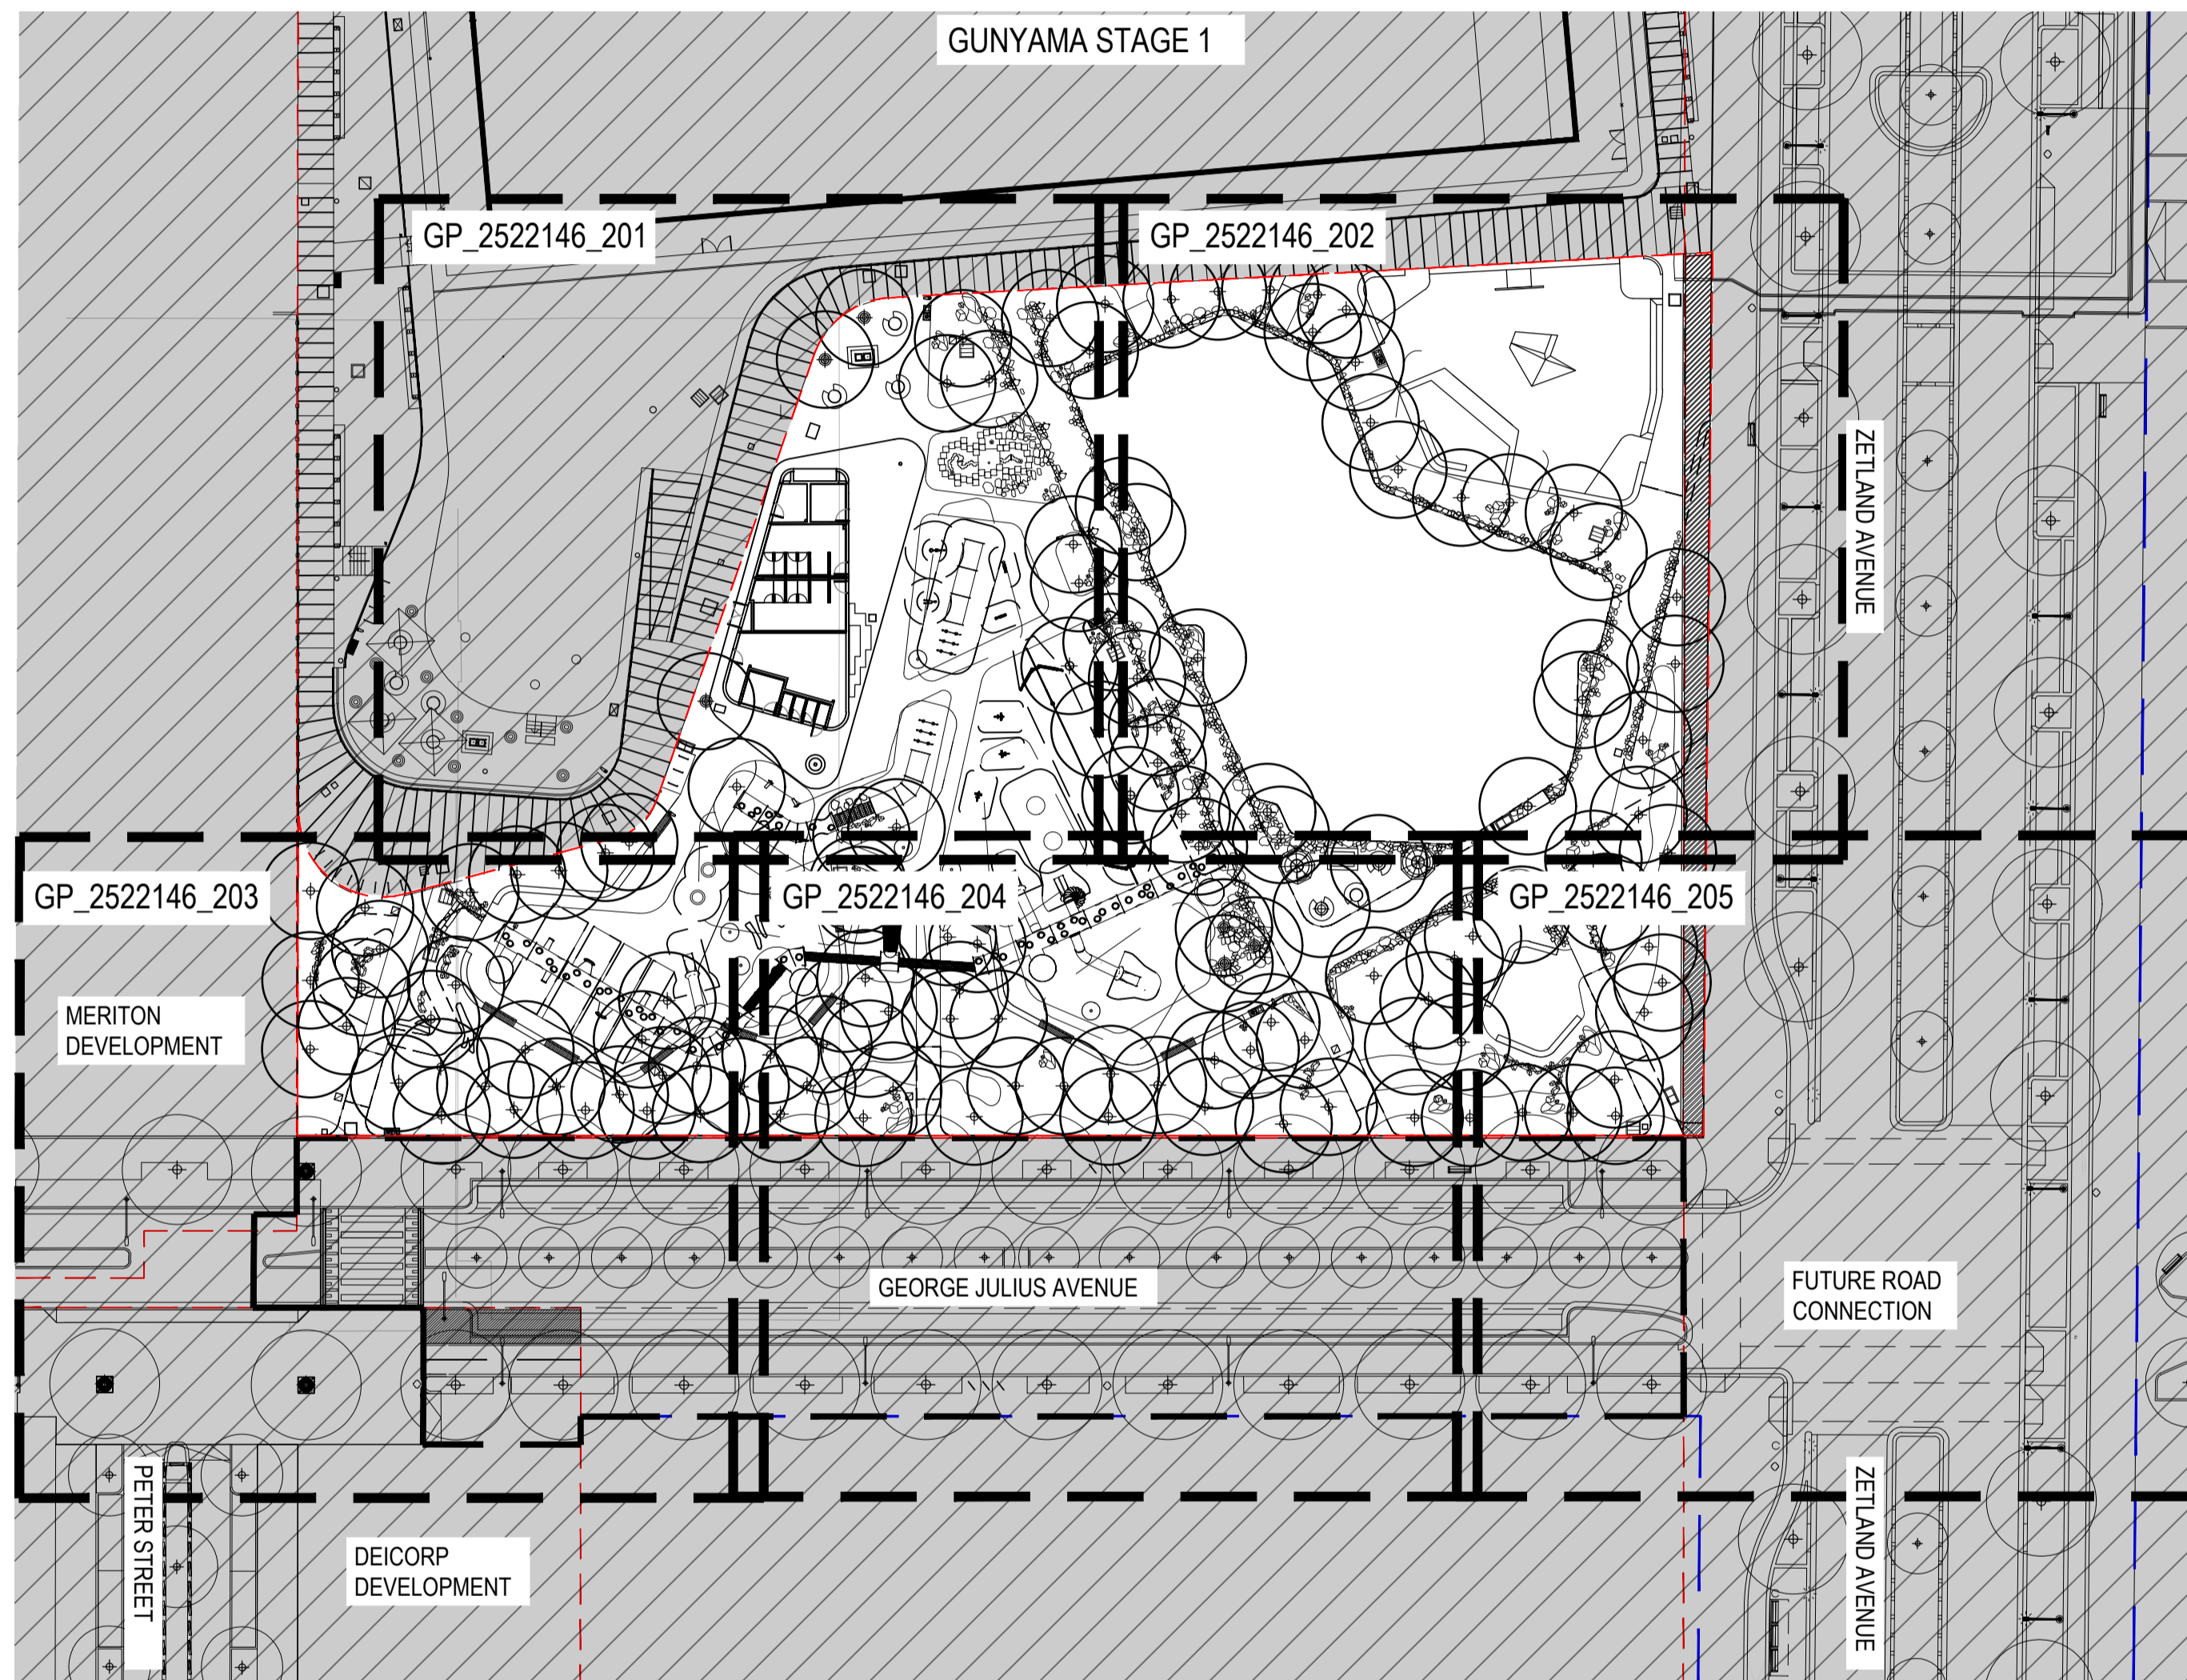 GUNYAMA STAGE 1
GP_2522146_201
GP_2522146_202
ZETLAND AVENUE
GP_2522146_203
GP_2522146_204
GP_2522146_205
MERITON
DEVELOPMENT
GEORGE JULIUS AVENUE
FUTURE ROAD
CONNECTION
PETER STREET
DEICORP
DEVELOPMENT
ZETLAND AVENUE